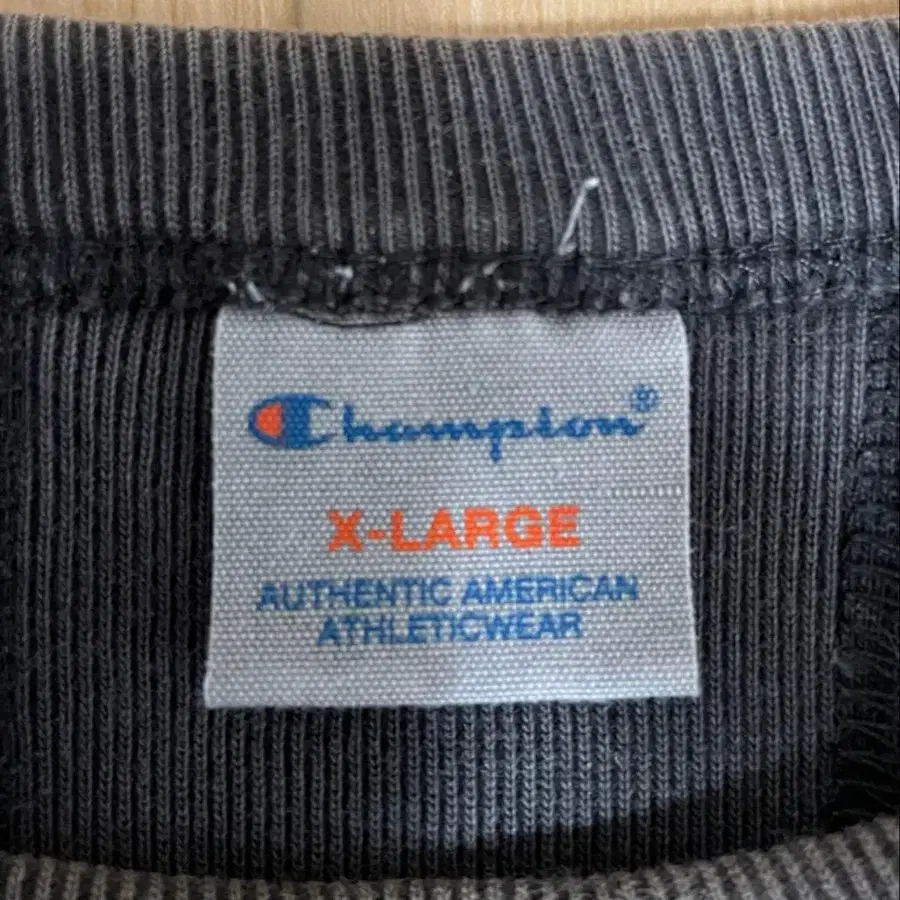 Champion®
X-LARGE
AUTHENTIC AMERICAN
ATHLETICWEAR